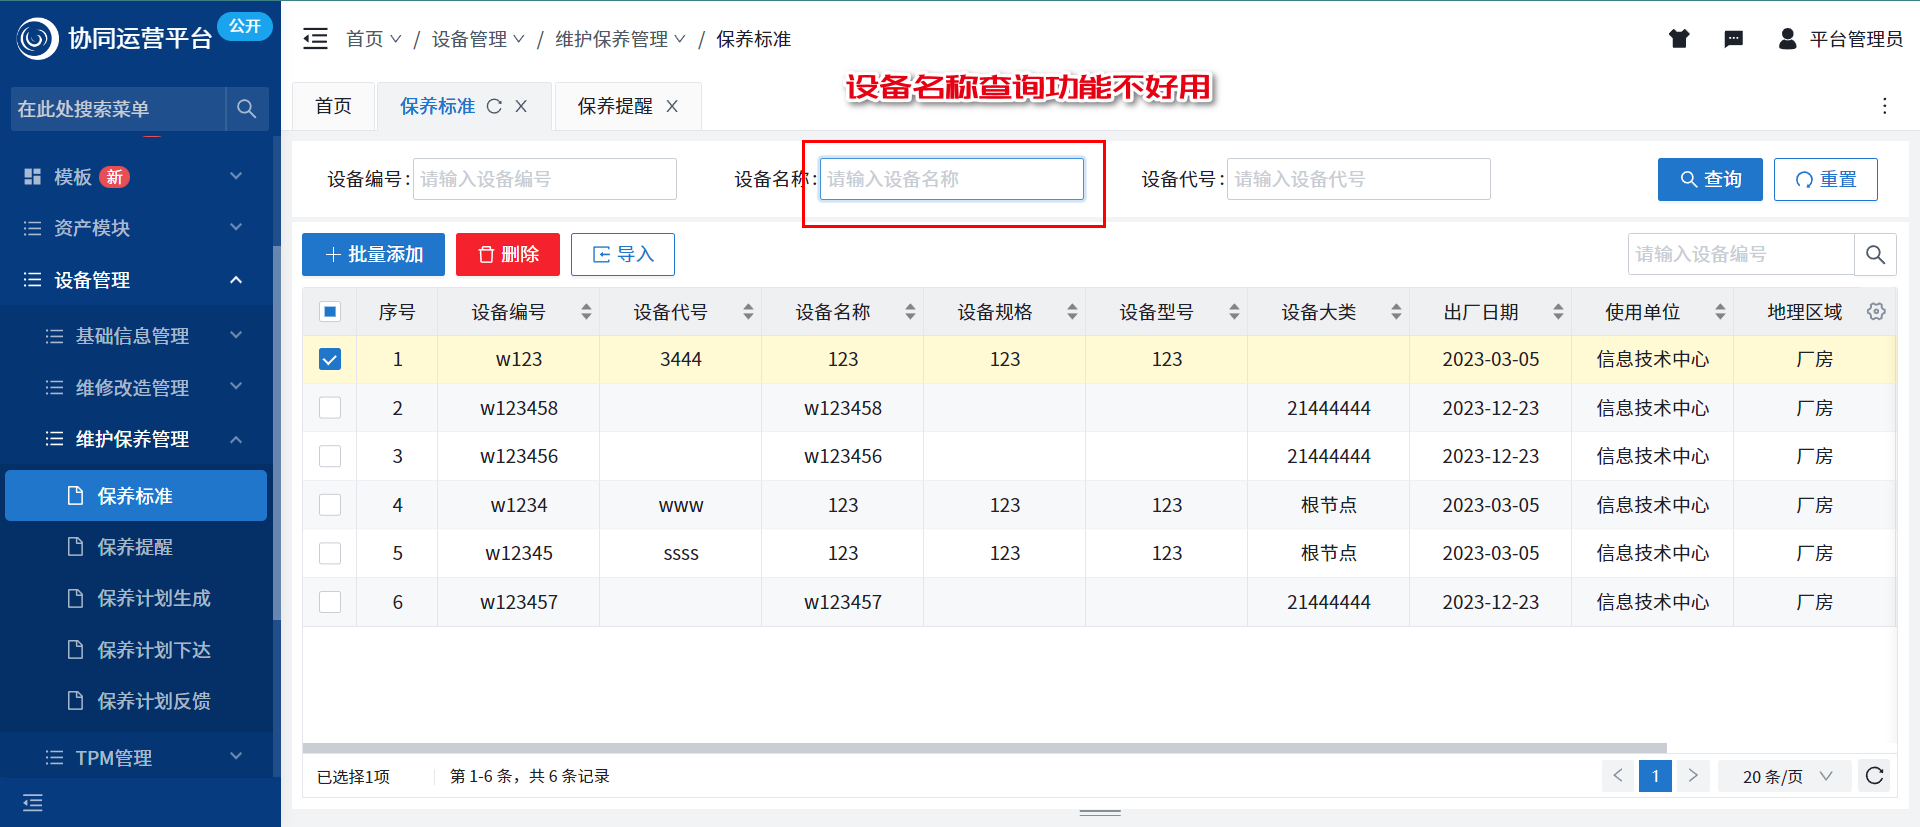 协同运营平台 公开
首页 / 设备管理 / 维护保养管理 / 保养标准
平台管理员
在此处搜索菜单
首页 保养标准 保养提醒
设备名称查询功能不好用
模板 新
资产模块
设备管理
基础信息管理
维修改造管理
维护保养管理
保养标准
保养提醒
保养计划生成
保养计划下达
保养计划反馈
TPM管理
设备编号: 请输入设备编号 设备名称: 请输入设备名称 设备代号: 请输入设备代号 查询 重置
批量添加 删除 导入 请输入设备编号
序号 设备编号 设备代号 设备名称 设备规格 设备型号 设备大类 出厂日期 使用单位 地理区域
1 w123 3444 123 123 123 2023-03-05 信息技术中心 厂房
2 w123458 w123458 21444444 2023-12-23 信息技术中心 厂房
3 w123456 w123456 21444444 2023-12-23 信息技术中心 厂房
4 w1234 www 123 123 123 根节点 2023-03-05 信息技术中心 厂房
5 w12345 ssss 123 123 123 根节点 2023-03-05 信息技术中心 厂房
6 w123457 w123457 21444444 2023-12-23 信息技术中心 厂房
已选择1项 第 1-6 条，共 6 条记录 1 20 条/页